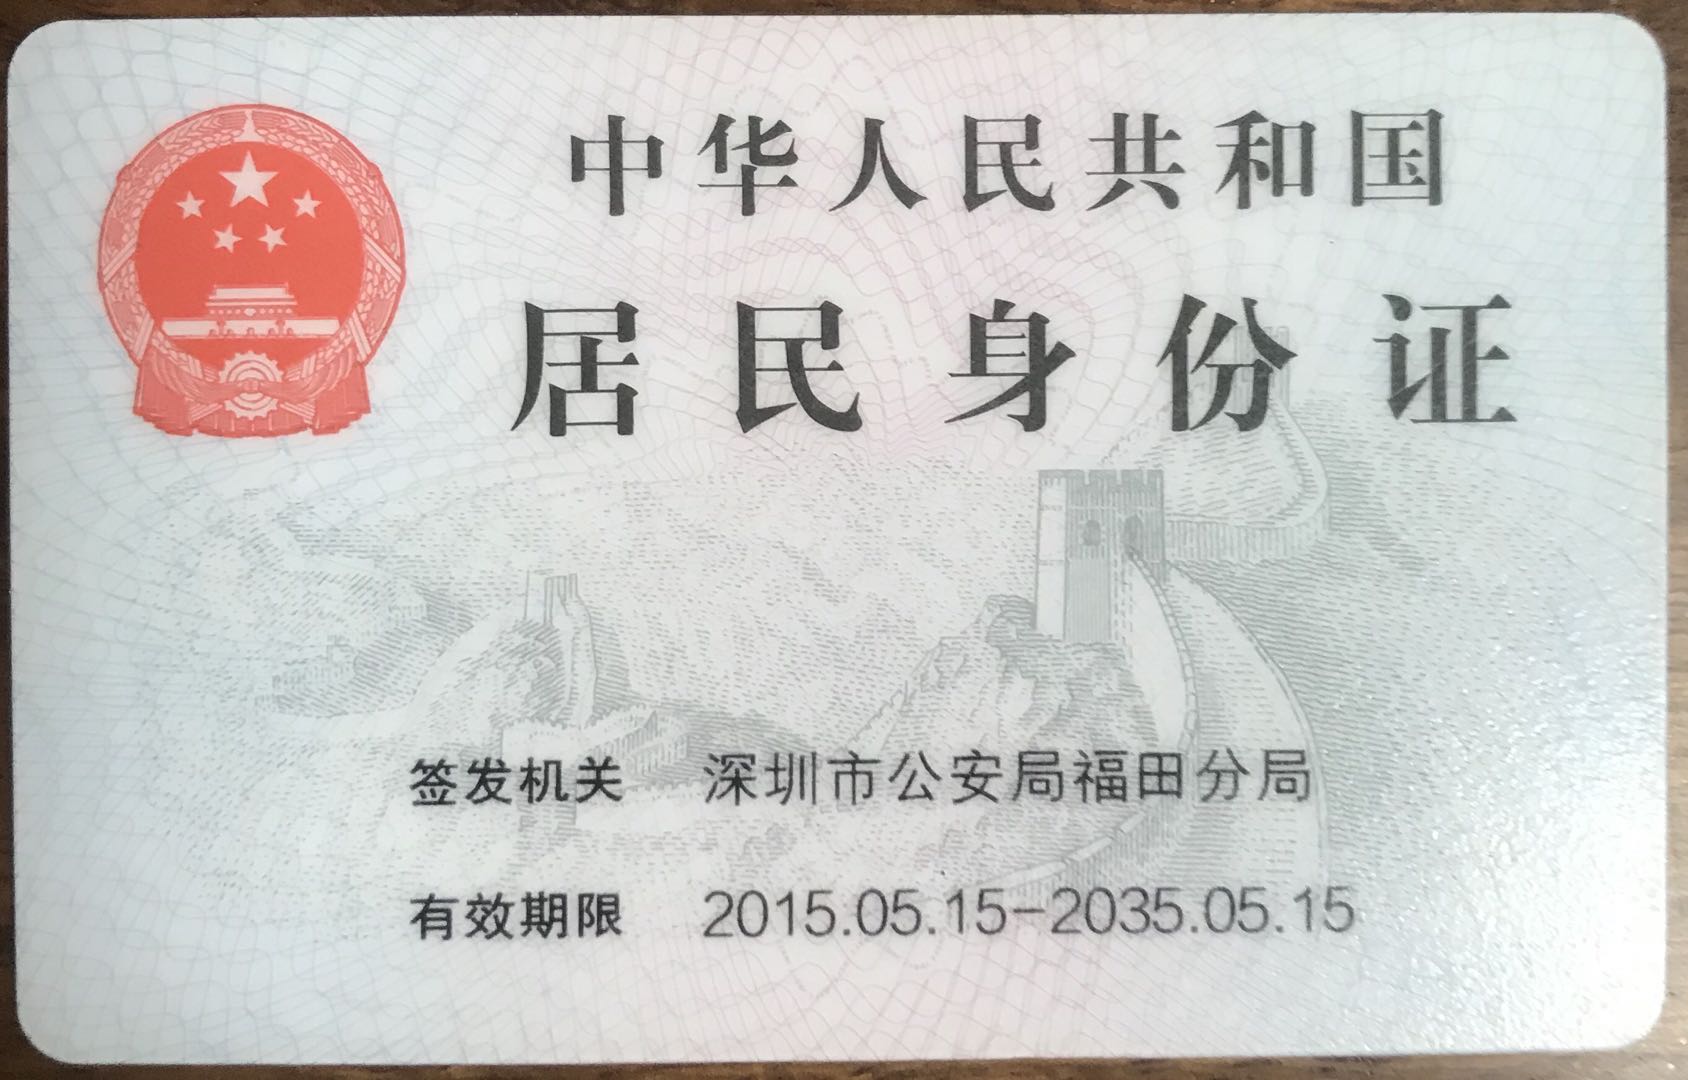 中华人民共和国
居民身份证
签发机关 深圳市公安局福田分局
有效期限 2015.05.15-2035.05.15